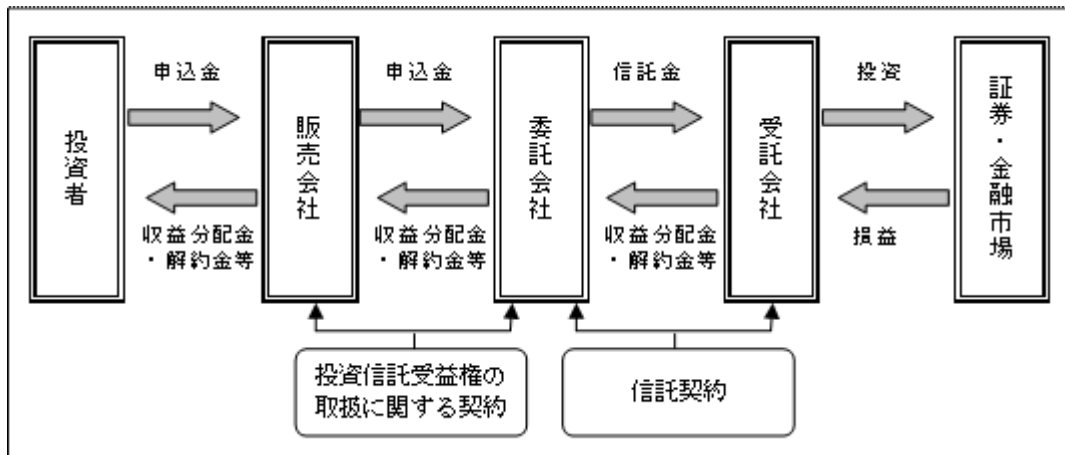 投資者
申込金
収益分配金
・解約金等
販売会社
申込金
収益分配金
・解約金等
委託会社
信託金
収益分配金
・解約金等
受託会社
投資
損益
証券・金融市場
投資信託受益権の
取扱に関する契約
信託契約